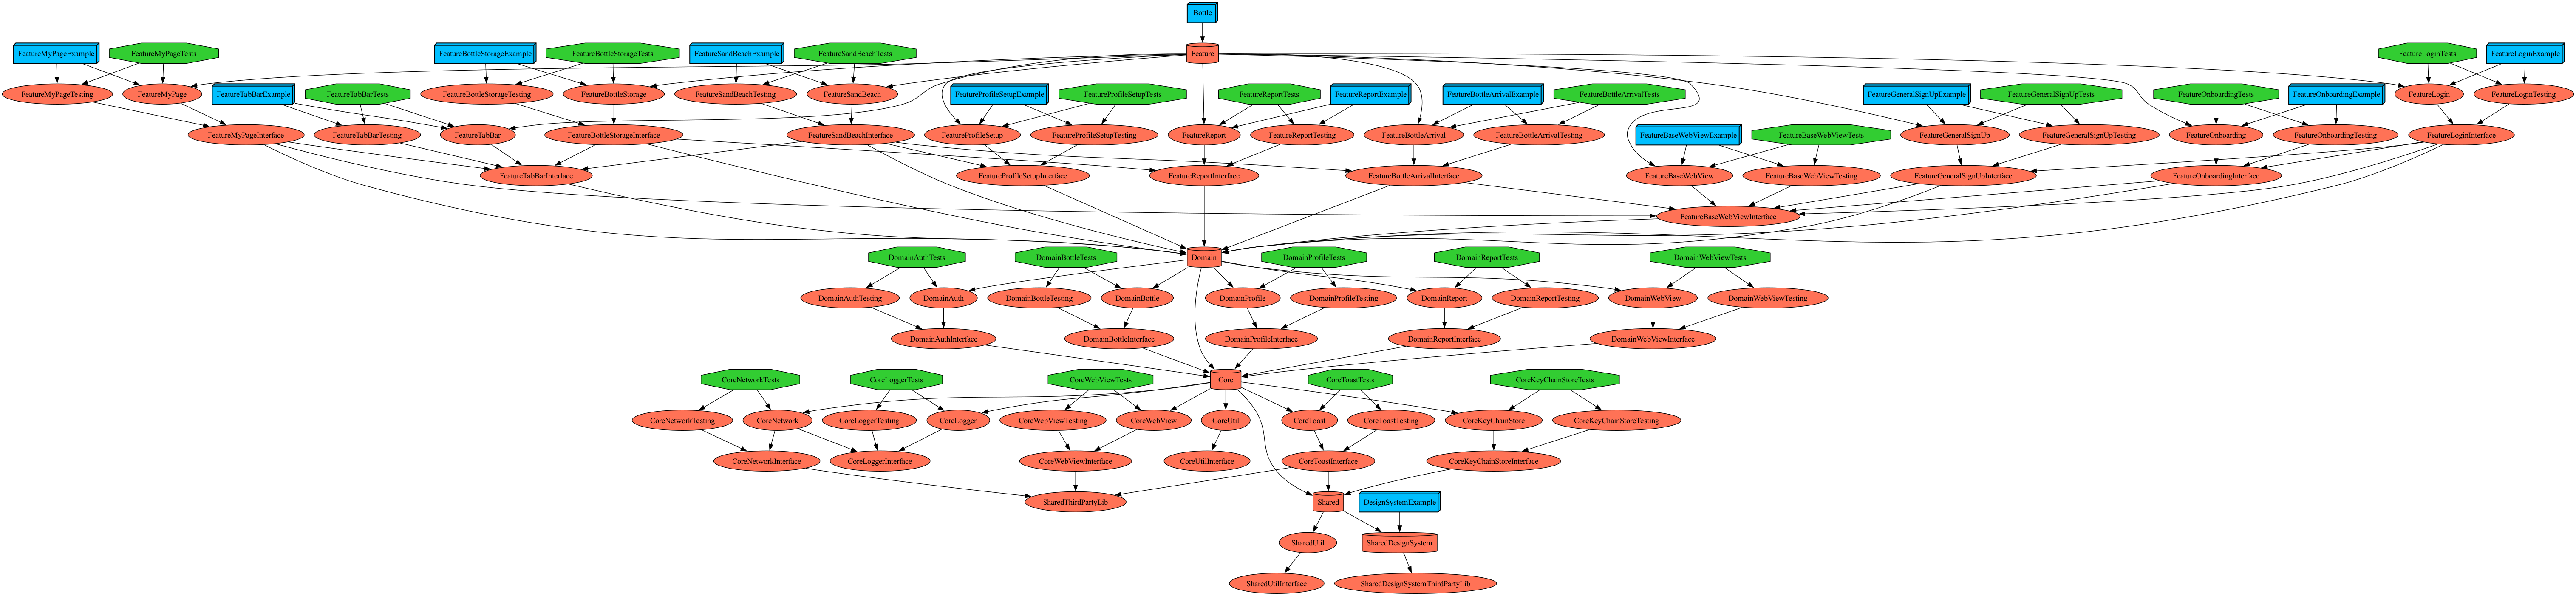 Bottle
FeatureMyPageExample
FeatureMyPageTests
FeatureBottleStorageExample
FeatureBottleStorageTests
FeatureSandBeachExample
FeatureSandBeachTests
Feature
FeatureLoginTests
FeatureLoginExample
FeatureMyPageTesting
FeatureMyPage
FeatureTabBarExample
FeatureTabBarTests
FeatureBottleStorageTesting
FeatureBottleStorage
FeatureSandBeachTesting
FeatureSandBeach
FeatureProfileSetupExample
FeatureProfileSetupTests
FeatureReportTests
FeatureReportExample
FeatureBottleArrivalExample
FeatureBottleArrivalTests
FeatureGeneralSignUpExample
FeatureGeneralSignUpTests
FeatureOnboardingTests
FeatureOnboardingExample
FeatureLogin
FeatureLoginTesting
FeatureMyPageInterface
FeatureTabBarTesting
FeatureTabBar
FeatureBottleStorageInterface
FeatureSandBeachInterface
FeatureProfileSetup
FeatureProfileSetupTesting
FeatureReport
FeatureReportTesting
FeatureBottleArrival
FeatureBottleArrivalTesting
FeatureBaseWebViewExample
FeatureBaseWebViewTests
FeatureGeneralSignUp
FeatureGeneralSignUpTesting
FeatureOnboarding
FeatureOnboardingTesting
FeatureLoginInterface
FeatureTabBarInterface
FeatureProfileSetupInterface
FeatureReportInterface
FeatureBottleArrivalInterface
FeatureBaseWebView
FeatureBaseWebViewTesting
FeatureGeneralSignUpInterface
FeatureOnboardingInterface
FeatureBaseWebViewInterface
DomainAuthTests
DomainBottleTests
Domain
DomainProfileTests
DomainReportTests
DomainWebViewTests
DomainAuthTesting
DomainAuth
DomainBottleTesting
DomainBottle
DomainProfile
DomainProfileTesting
DomainReport
DomainReportTesting
DomainWebView
DomainWebViewTesting
DomainAuthInterface
DomainBottleInterface
DomainProfileInterface
DomainReportInterface
DomainWebViewInterface
CoreNetworkTests
CoreLoggerTests
CoreWebViewTests
Core
CoreToastTests
CoreKeyChainStoreTests
CoreNetworkTesting
CoreNetwork
CoreLoggerTesting
CoreLogger
CoreWebViewTesting
CoreWebView
CoreUtil
CoreToast
CoreToastTesting
CoreKeyChainStore
CoreKeyChainStoreTesting
CoreNetworkInterface
CoreLoggerInterface
CoreWebViewInterface
CoreUtilInterface
CoreToastInterface
CoreKeyChainStoreInterface
SharedThirdPartyLib
Shared
DesignSystemExample
SharedUtil
SharedDesignSystem
SharedUtilInterface
SharedDesignSystemThirdPartyLib